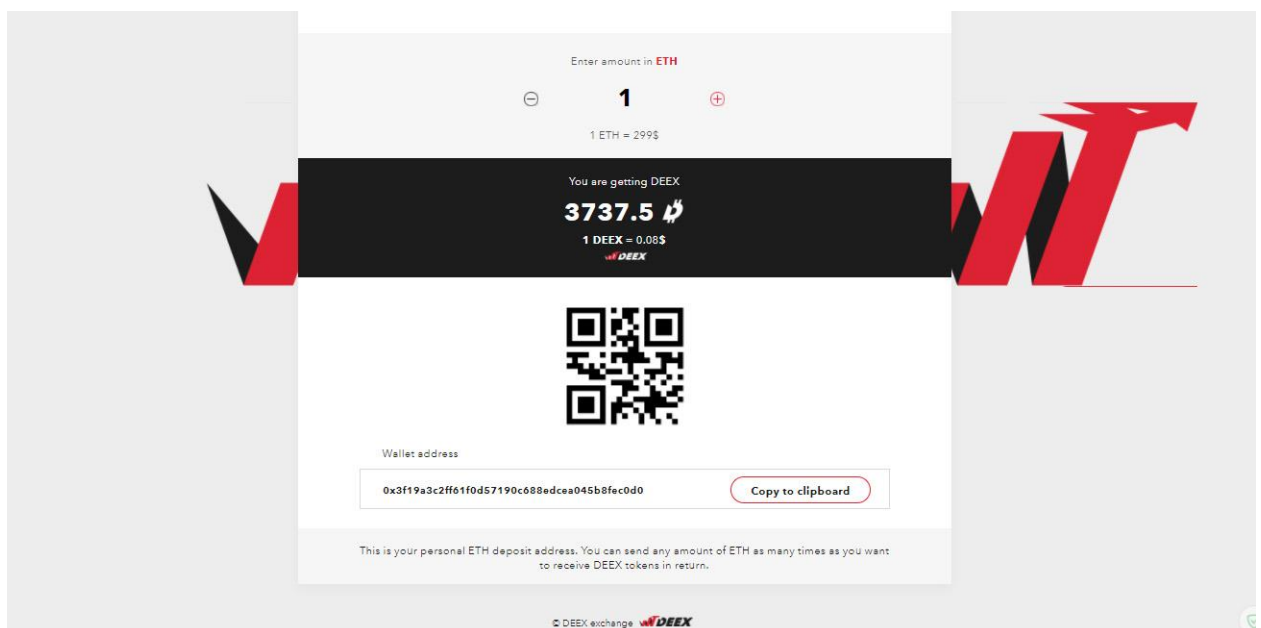 Enter amount in ETH
1
1 ETH = 299$
You are getting DEEX
3737.5
1 DEEX = 0.08$
DEEX
Wallet address
0x3f19a3c2ff61f0d57190c688edcea045b8fec0d0
Copy to clipboard
This is your personal ETH deposit address. You can send any amount of ETH as many times as you want
to receive DEEX tokens in return.
© DEEX exchange DEEX